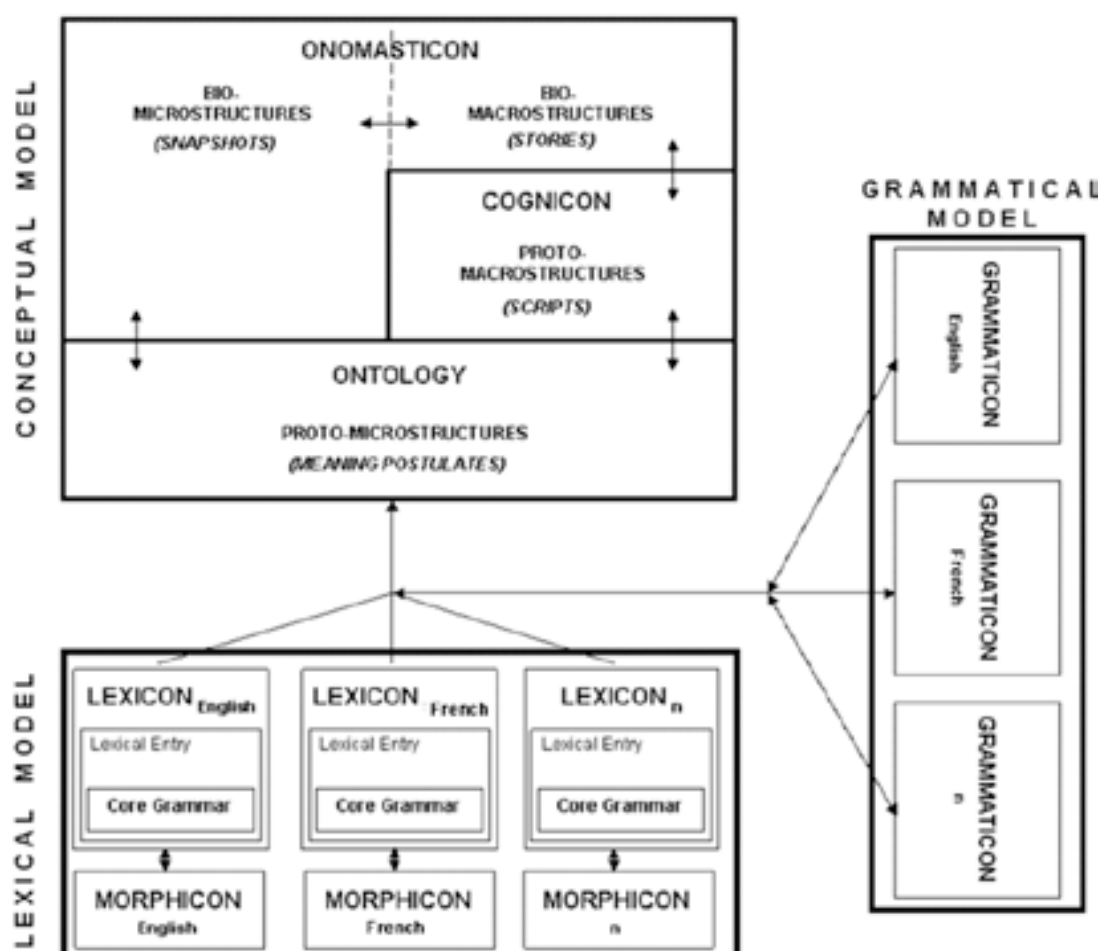 CONCEPTUAL MODEL
ONOMASTICON
BIO-
MICROSTRUCTURES
(SNAPSHOTS)
BIO-
MACROSTRUCTURES
(STORIES)
COGNICON
PROTO-
MACROSTRUCTURES
(SCRIPTS)
ONTOLOGY
PROTO-MICROSTRUCTURES
(MEANING POSTULATES)
GRAMMATICAL
MODEL
GRAMMATICON
English
GRAMMATICON
French
GRAMMATICON
n
LEXICAL MODEL
LEXICON English
Lexical Entry
Core Grammar
MORPHICON
English
LEXICON French
Lexical Entry
Core Grammar
MORPHICON
French
LEXICON n
Lexical Entry
Core Grammar
MORPHICON
n